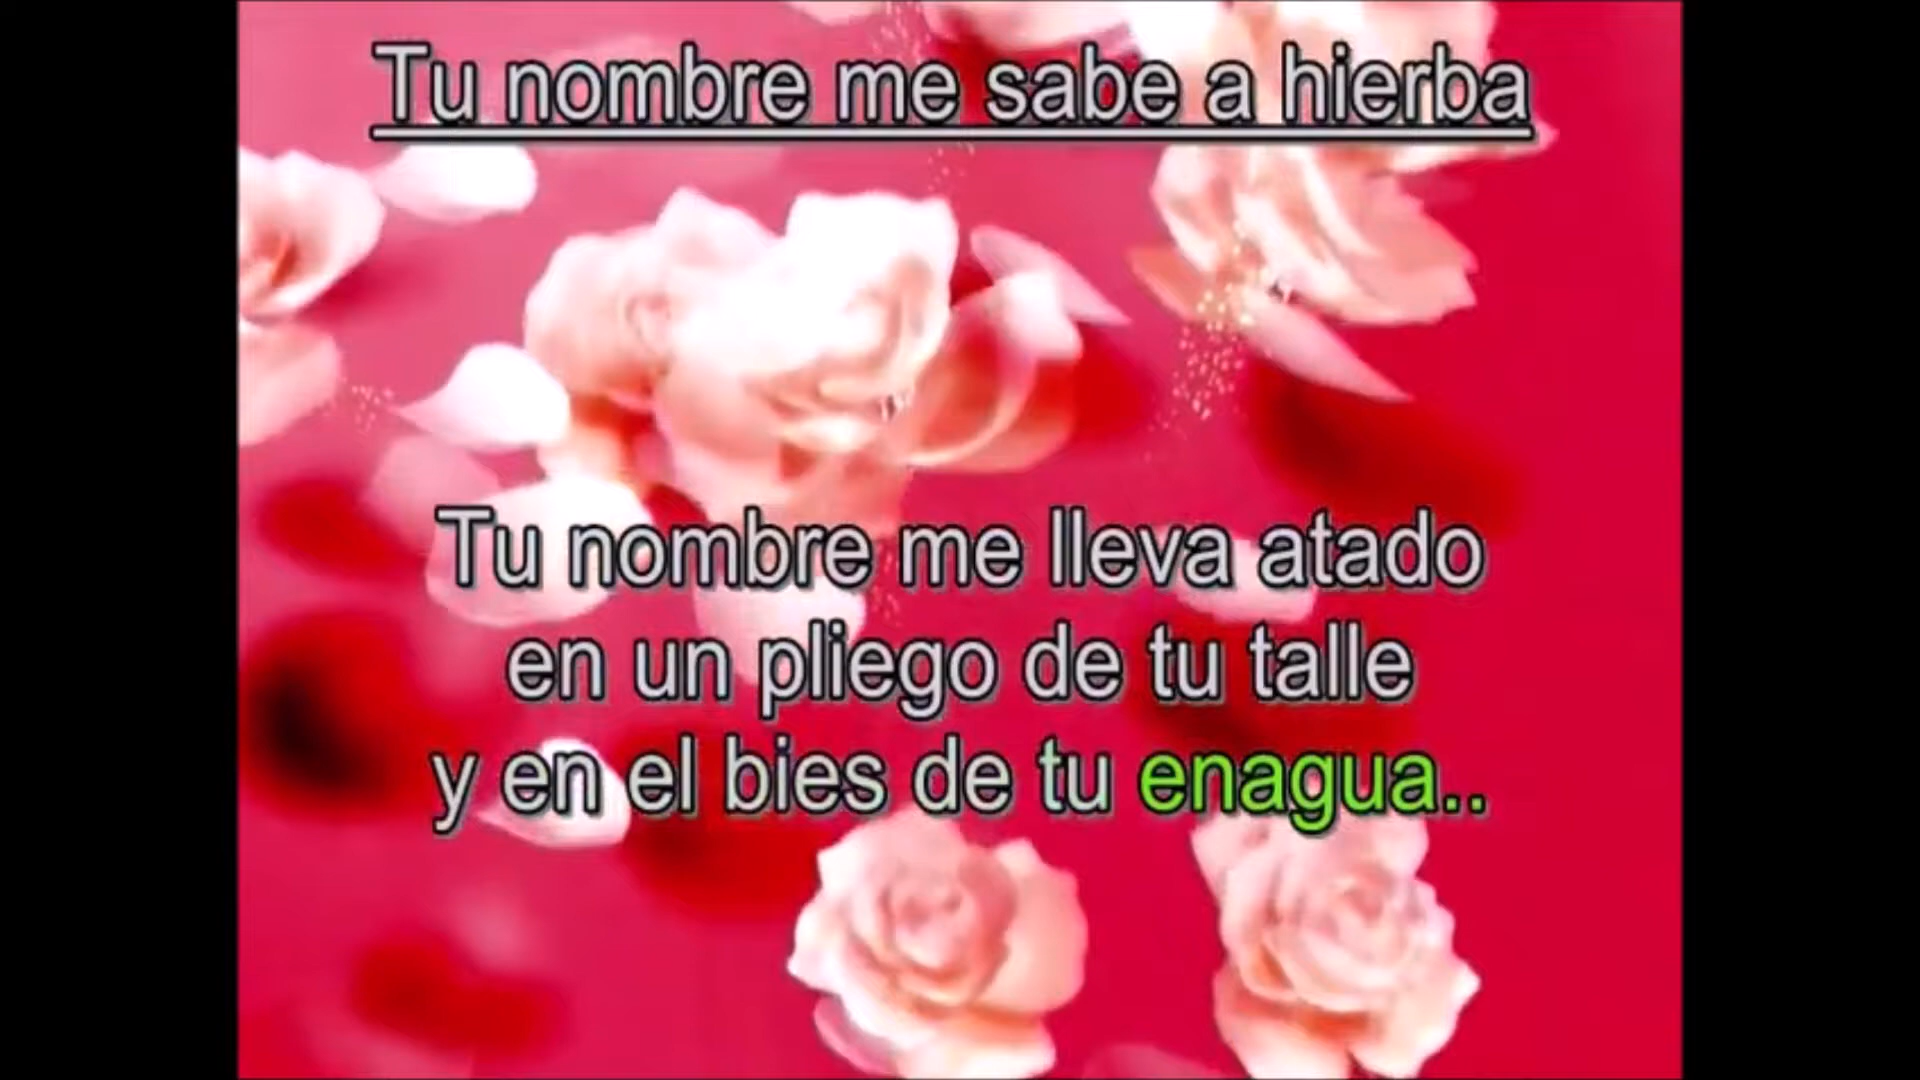 Tu nombre me sabe a hierba
Tu nombre me lleva atado
en un pliego de tu talle
y en el bies de tu enagua..